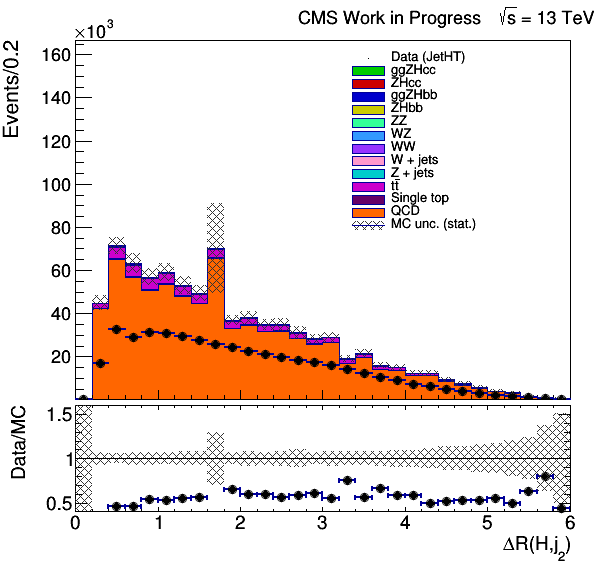 CMS Work in Progress √s = 13 TeV
×10³
Events/0.2
160
140
120
100
80
60
40
20
Data (JetHT)
ggZHcc
ZHcc
ggZHbb
ZHbb
ZZ
WZ
WW
W + jets
Z + jets
tt̄
Single top
QCD
MC unc. (stat.)
Data/MC
1.5
1
0.5
0 1 2 3 4 5 6
ΔR(H,j₂)